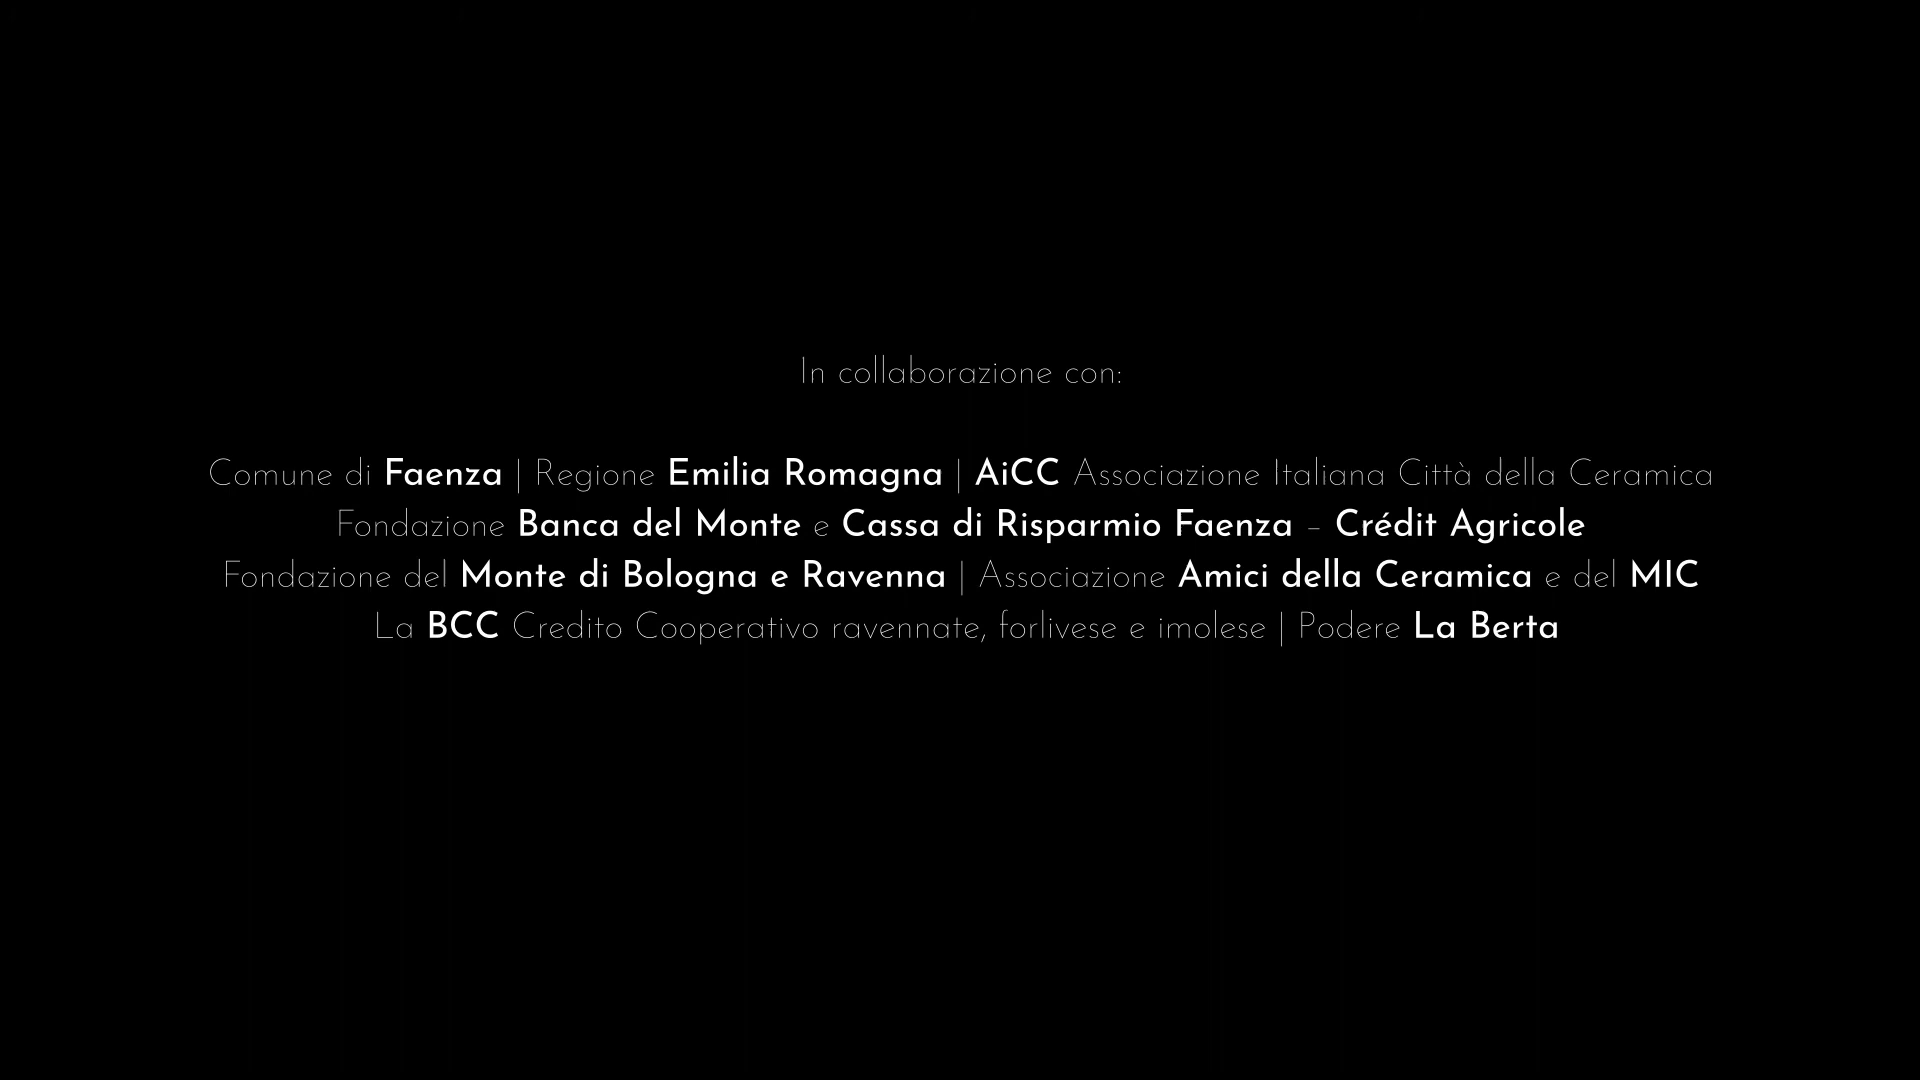 In collaborazione con:
Comune di Faenza | Regione Emilia Romagna | AiCC Associazione Italiana Città della Ceramica
Fondazione Banca del Monte e Cassa di Risparmio Faenza – Crédit Agricole
Fondazione del Monte di Bologna e Ravenna | Associazione Amici della Ceramica e del MIC
La BCC Credito Cooperativo ravennate, forlivese e imolese | Podere La Berta